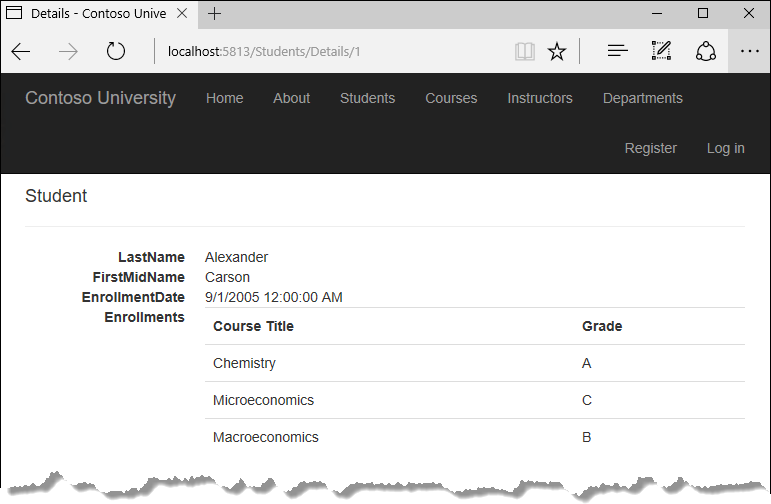 Details - Contoso Unive
localhost:5813/Students/Details/1
Contoso University Home About Students Courses Instructors Departments
Register Log in
Student
LastName Alexander
FirstMidName Carson
EnrollmentDate 9/1/2005 12:00:00 AM
Enrollments
Course Title Grade
Chemistry A
Microeconomics C
Macroeconomics B